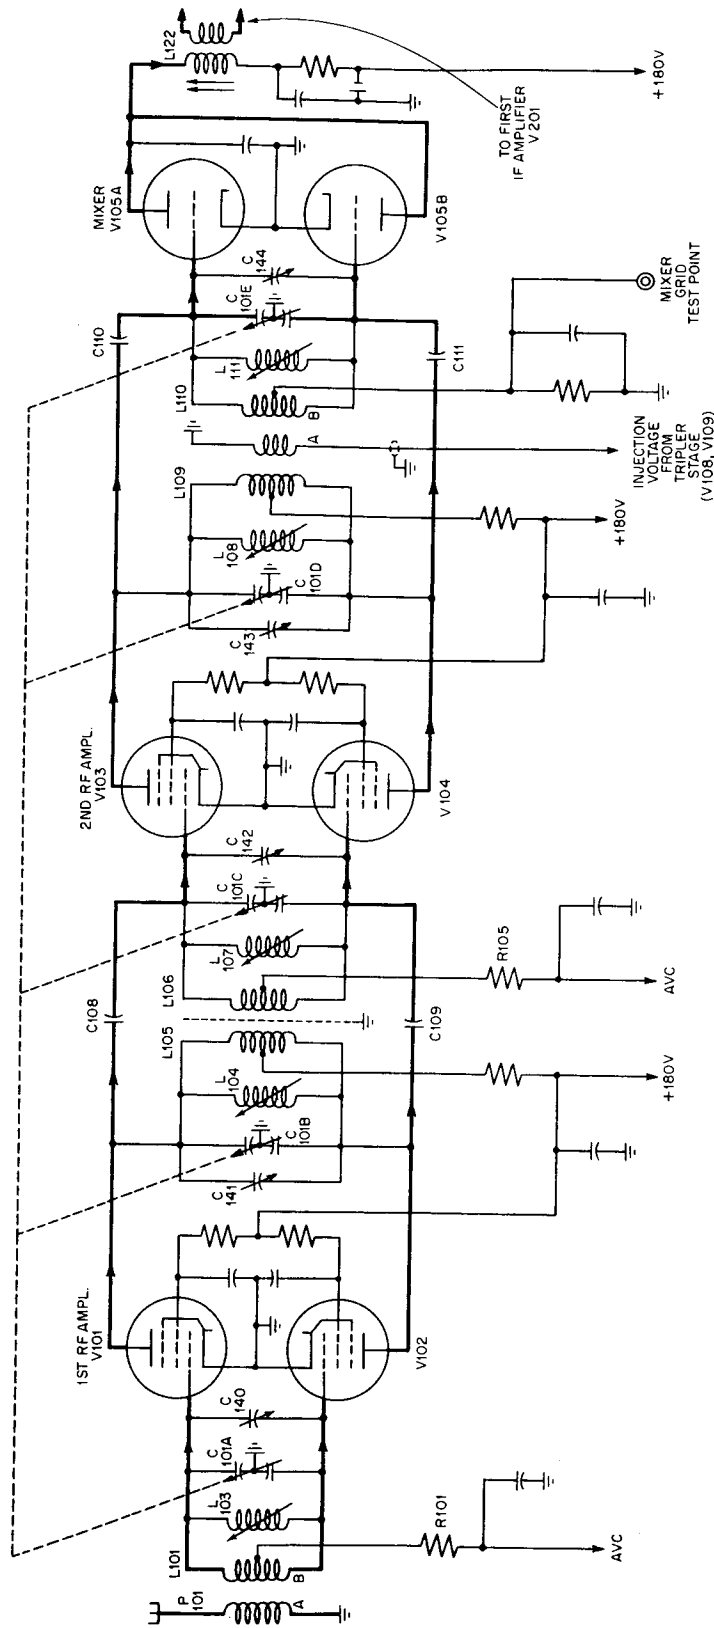 P
101
A
L101
B
L
103
C
101A
C
140
R101
AVC
1ST RF AMPL.
V101
V102
C
141
C
101B
L
104
L105
+180V
C108
C109
L106
L
107
C
101C
C
142
R105
AVC
2ND RF AMPL.
V103
V104
C
143
C
101D
L
108
L109
+180V
A
INJECTION
VOLTAGE
FROM
TRIPLER
STAGE
(V108, V109)
C110
C111
L110
B
L
111
C
101E
C
144
MIXER
GRID
TEST POINT
MIXER
V105A
V105B
L122
TO FIRST
IF AMPLIFIER
V201
+180V